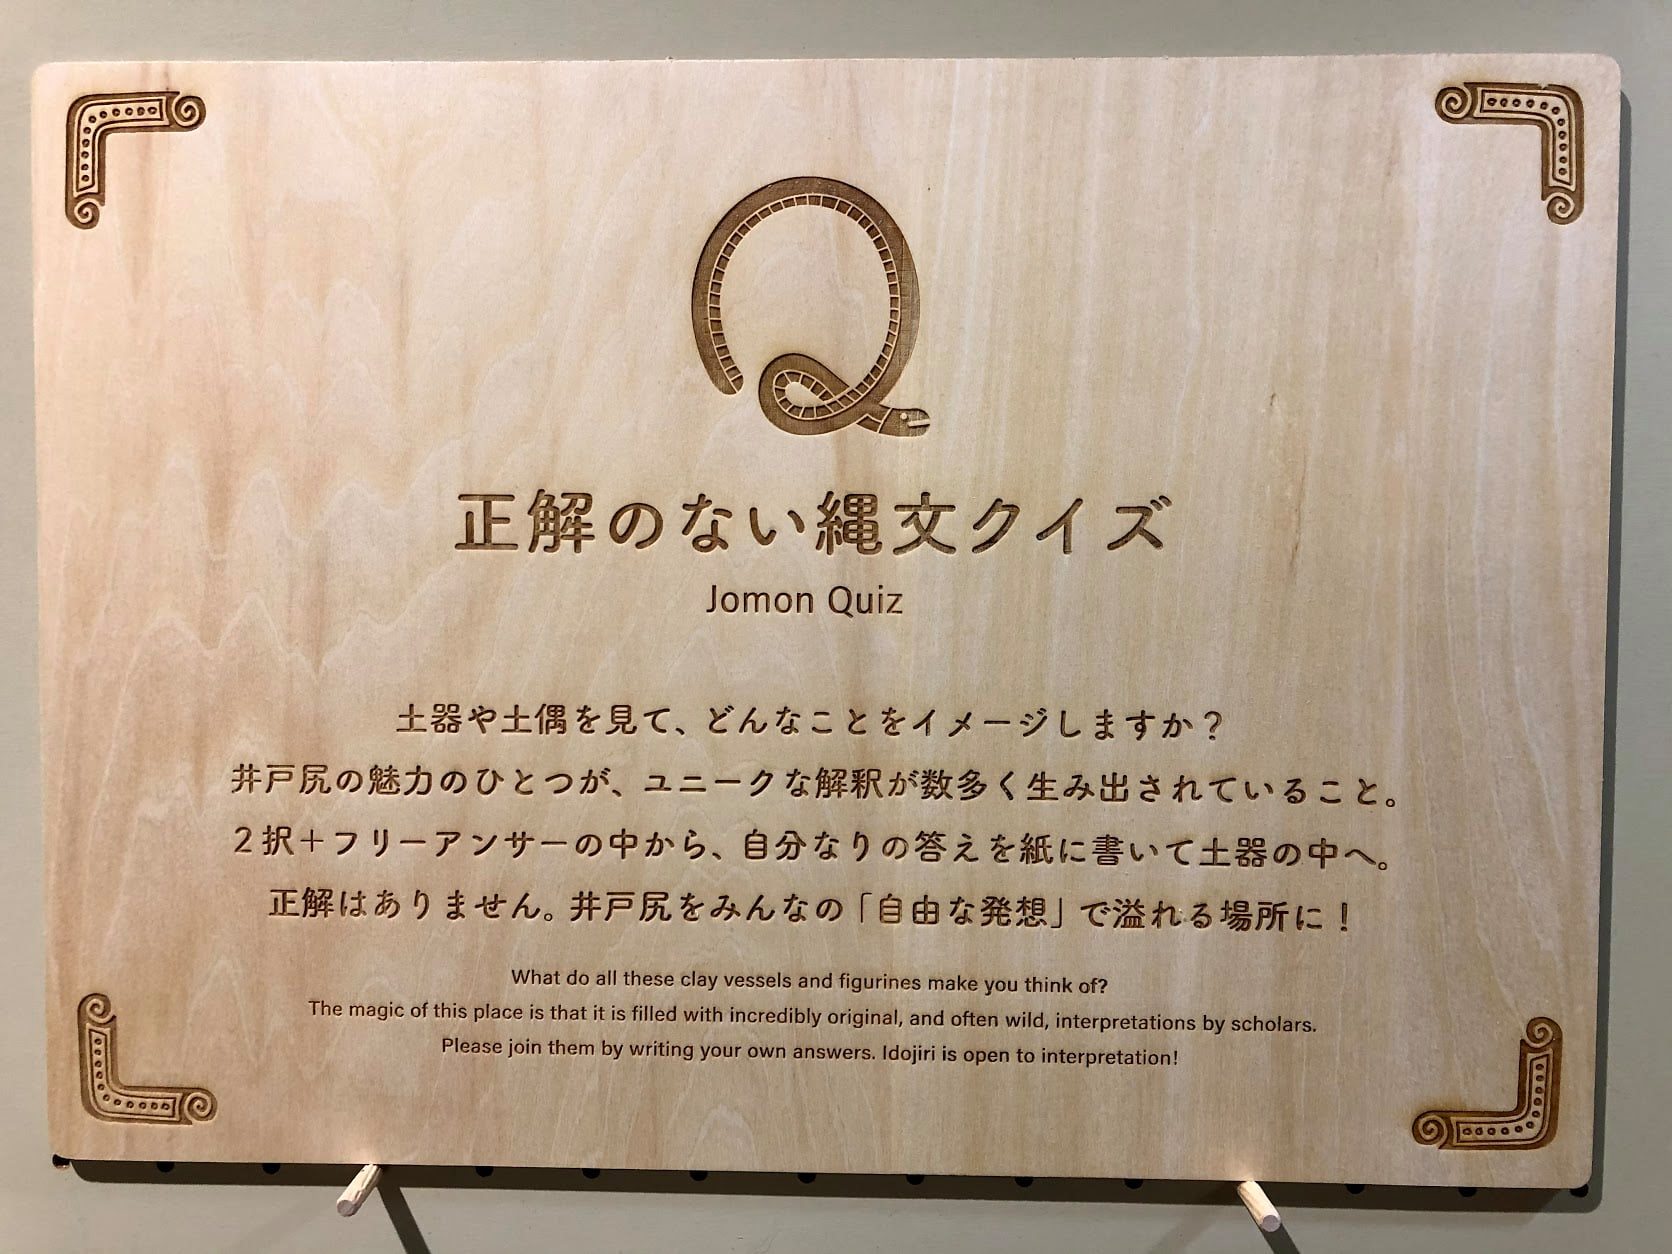 正解のない縄文クイズ
Jomon Quiz
土器や土偶を見て、どんなことをイメージしますか？
井戸尻の魅力のひとつが、ユニークな解釈が数多く生み出されていること。
２択＋フリーアンサーの中から、自分なりの答えを紙に書いて土器の中へ。
正解はありません。井戸尻をみんなの「自由な発想」で溢れる場所に！
What do all these clay vessels and figurines make you think of?
The magic of this place is that it is filled with incredibly original, and often wild, interpretations by scholars.
Please join them by writing your own answers. Idojiri is open to interpretation!